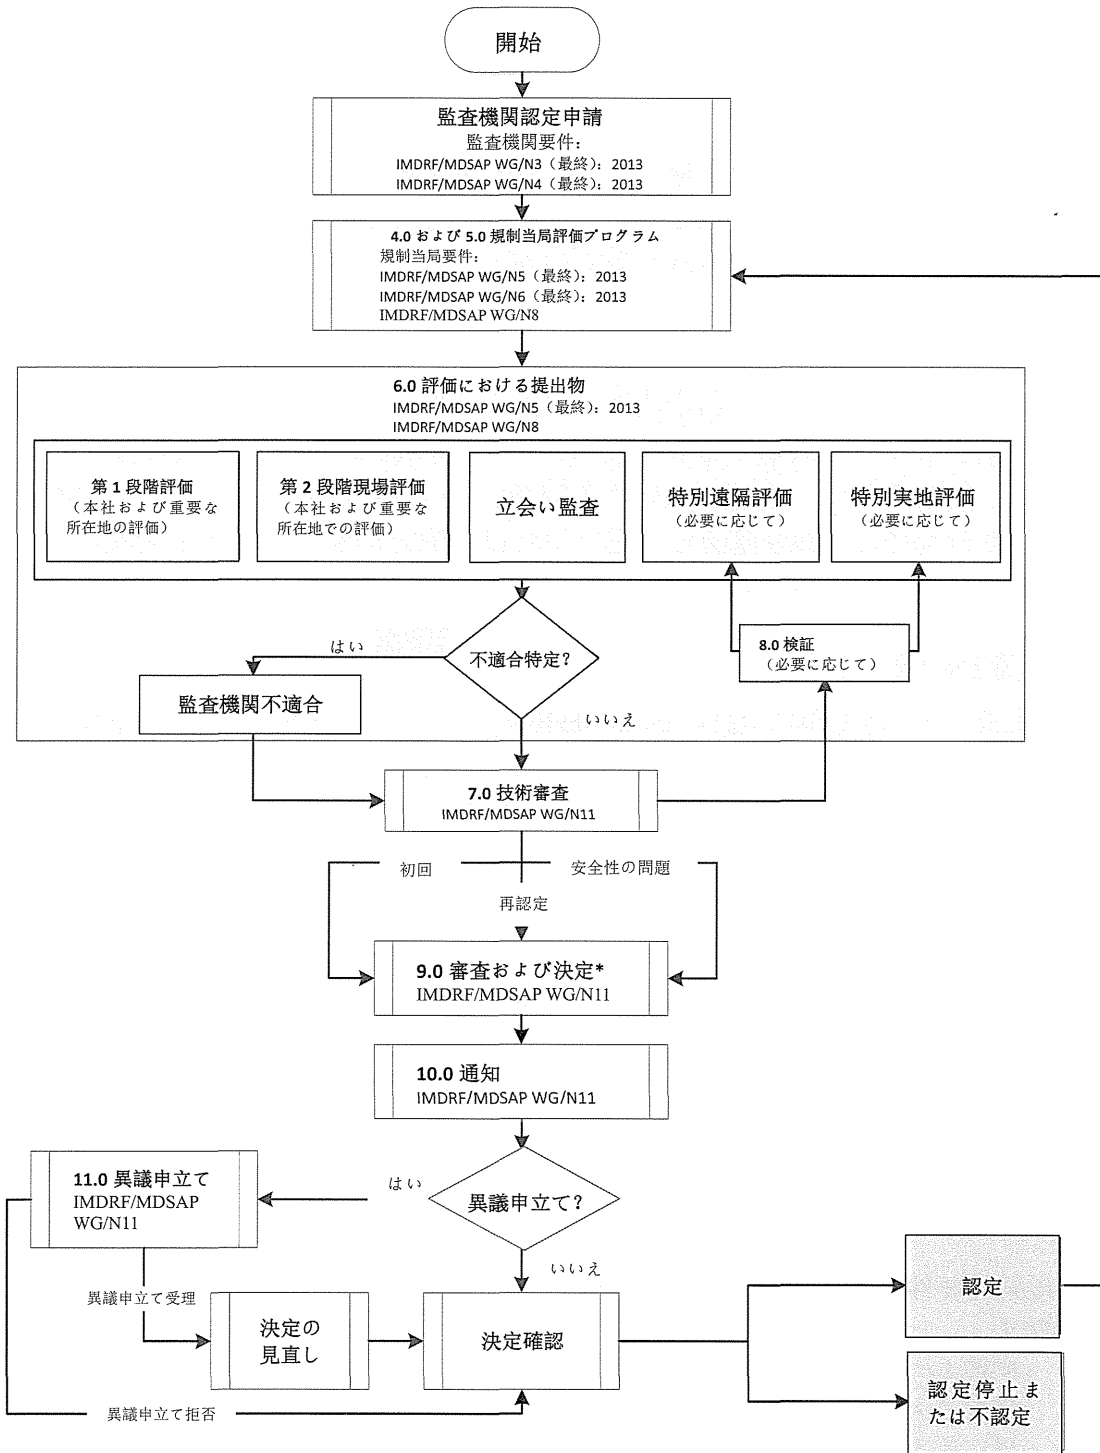 開始
監査機関認定申請
監査機関要件：
IMDRF/MDSAP WG/N3（最終）：2013
IMDRF/MDSAP WG/N4（最終）：2013
4.0 および 5.0 規制当局評価プログラム
規制当局要件：
IMDRF/MDSAP WG/N5（最終）：2013
IMDRF/MDSAP WG/N6（最終）：2013
IMDRF/MDSAP WG/N8
6.0 評価における提出物
IMDRF/MDSAP WG/N5（最終）：2013
IMDRF/MDSAP WG/N8
第 1 段階評価
（本社および重要な
所在地の評価）
第 2 段階現場評価
（本社および重要な
所在地での評価）
立会い監査
特別遠隔評価
（必要に応じて）
特別実地評価
（必要に応じて）
はい
不適合特定？
8.0 検証
（必要に応じて）
監査機関不適合
いいえ
7.0 技術審査
IMDRF/MDSAP WG/N11
初回
安全性の問題
再認定
9.0 審査および決定*
IMDRF/MDSAP WG/N11
10.0 通知
IMDRF/MDSAP WG/N11
11.0 異議申立て
IMDRF/MDSAP
WG/N11
はい
異議申立て？
いいえ
異議申立て受理
決定の
見直し
決定確認
認定
認定停止ま
たは不認定
異議申立て拒否